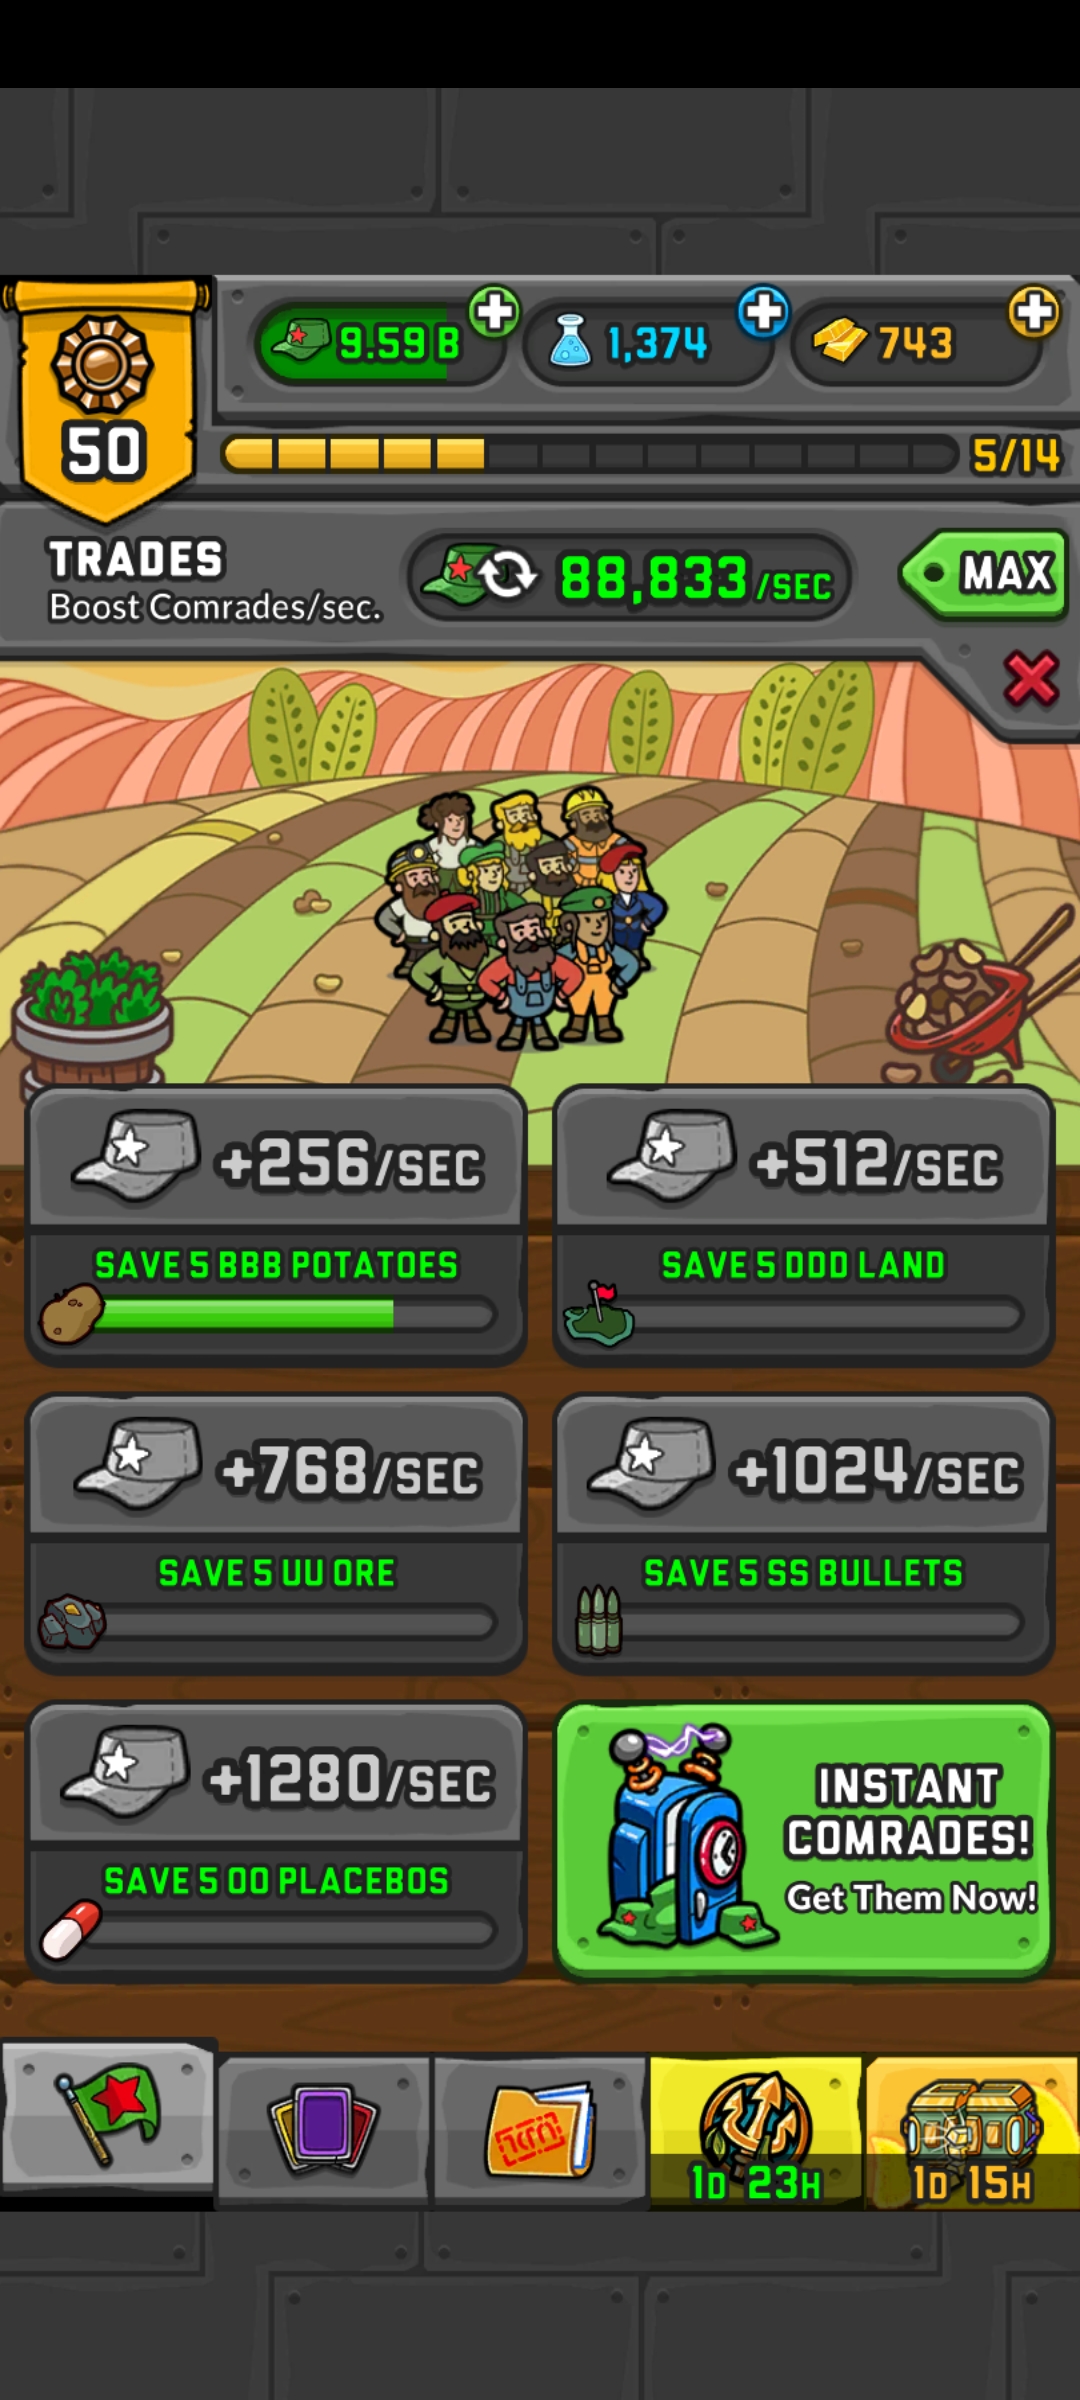 9.59 B
1,374
743
50
5/14
TRADES
Boost Comrades/sec.
88,833/SEC
MAX
+256/SEC
SAVE 5 BBB POTATOES
+512/SEC
SAVE 5 DDD LAND
+768/SEC
SAVE 5 UU ORE
+1024/SEC
SAVE 5 SS BULLETS
+1280/SEC
SAVE 5 OO PLACEBOS
INSTANT
COMRADES!
Get Them Now!
1D 23H
1D 15H